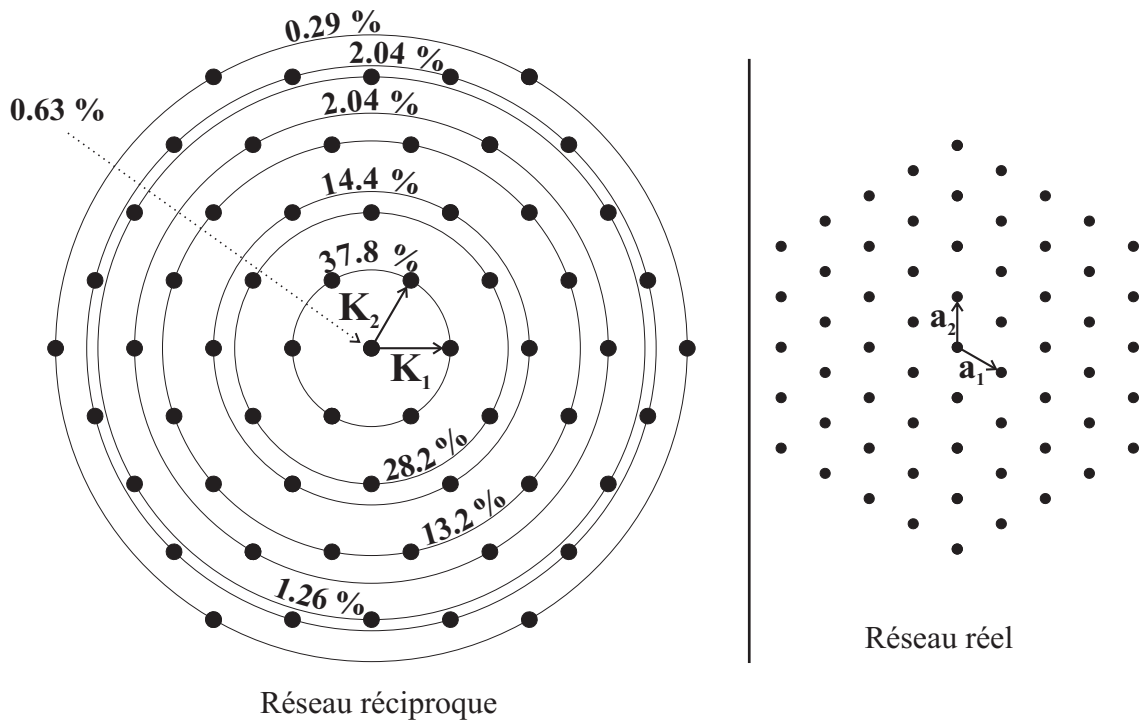 0.29 %
2.04 %
0.63 %
2.04 %
14.4 %
37.8 %
K2
K1
28.2 %
13.2 %
1.26 %
Réseau réciproque
a2
a1
Réseau réel